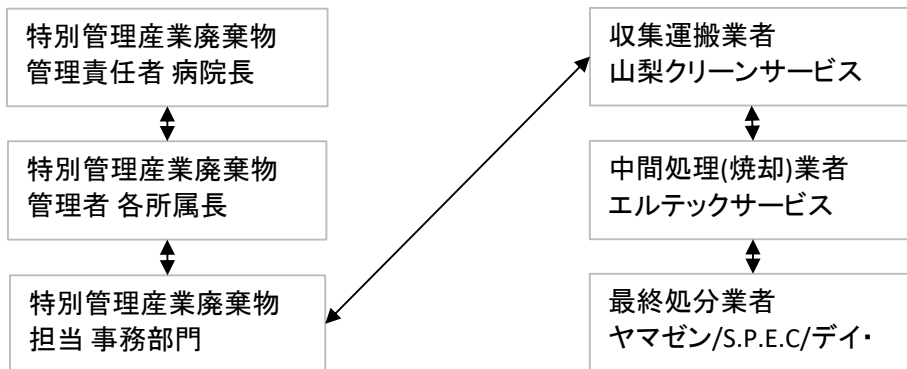 特別管理産業廃棄物
管理責任者 病院長
特別管理産業廃棄物
管理者 各所属長
特別管理産業廃棄物
担当 事務部門
収集運搬業者
山梨クリーンサービス
中間処理(焼却)業者
エルテックサービス
最終処分業者
ヤマゼン/S.P.E.C/デイ・